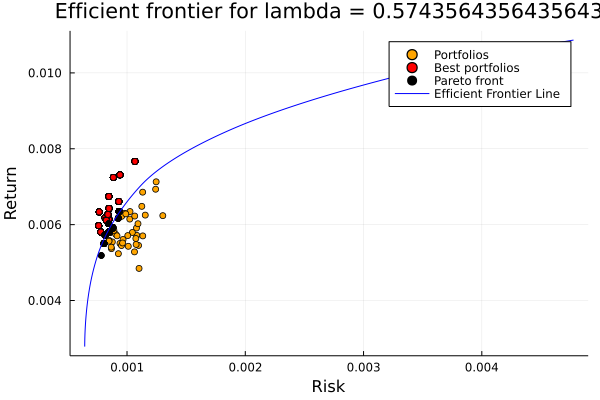 Efficient frontier for lambda = 0.5743564356435643
Portfolios
Best portfolios
Pareto front
Efficient Frontier Line
Return
0.010
0.008
0.006
0.004
0.001 0.002 0.003 0.004
Risk